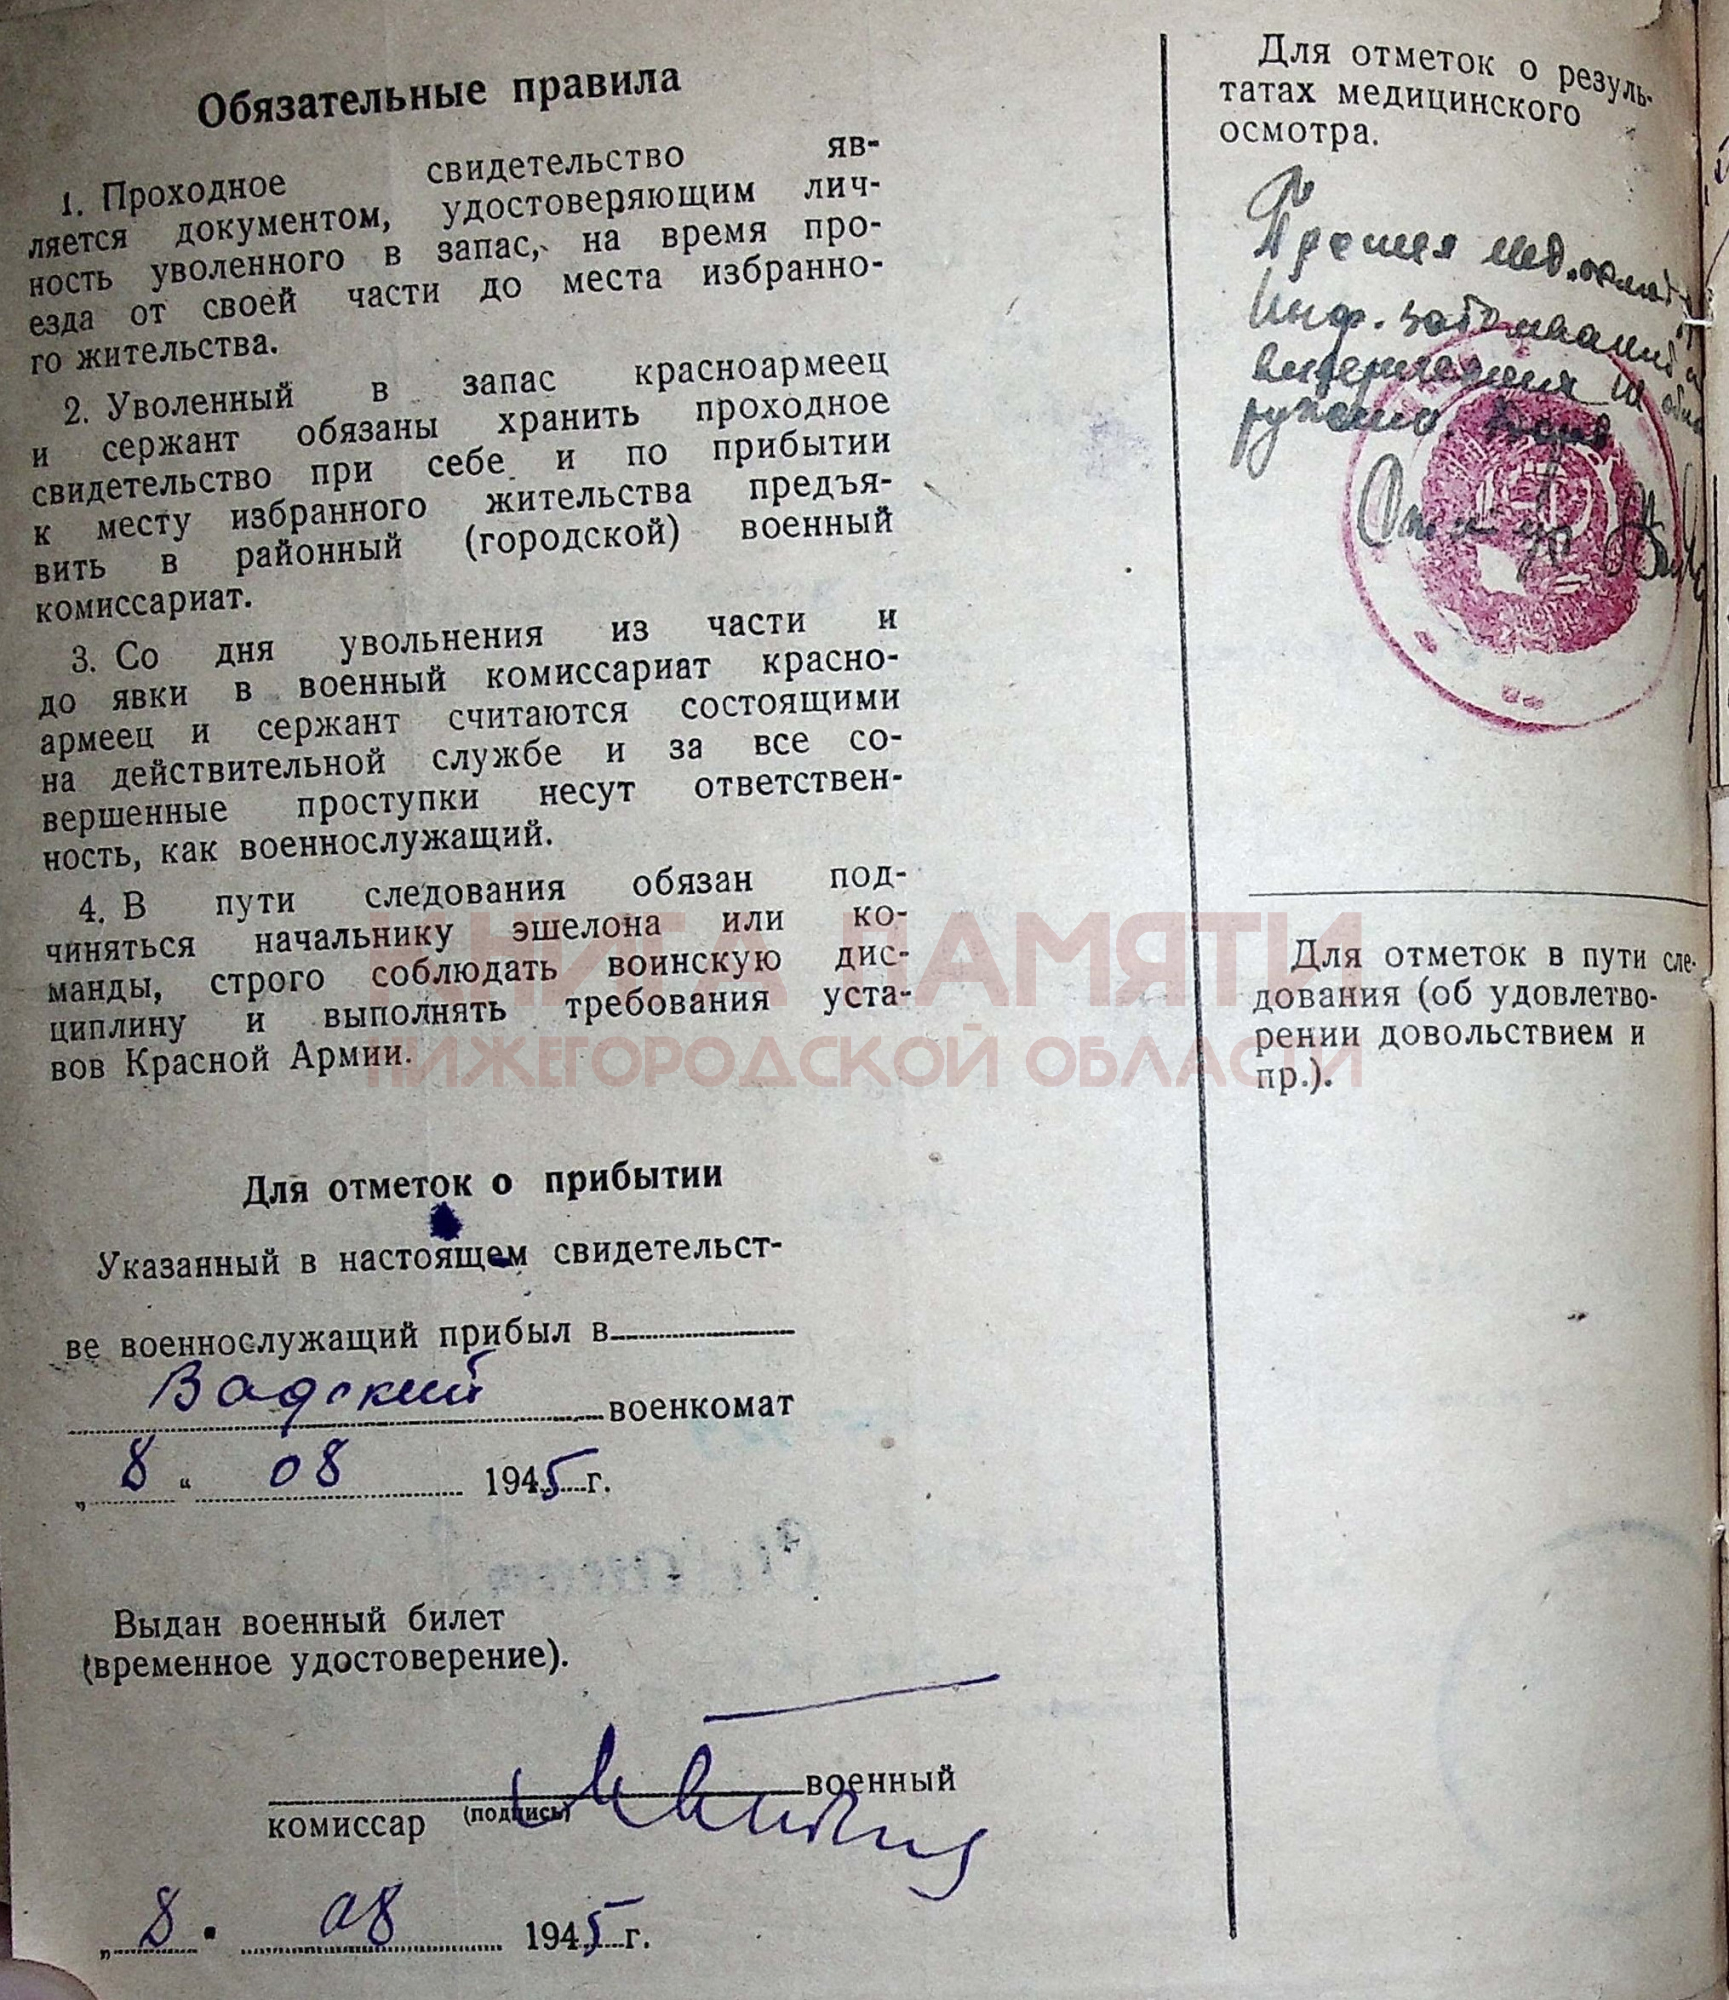 Обязательные правила
1. Проходное свидетельство яв-
ляется документом, удостоверяющим лич-
ность уволенного в запас, на время про-
езда от своей части до места избранно-
го жительства.
2. Уволенный в запас красноармеец
и сержант обязаны хранить проходное
свидетельство при себе и по прибытии
к месту избранного жительства предъя-
вить в районный (городской) военный
комиссариат.
3. Со дня увольнения из части и
до явки в военный комиссариат красно-
армеец и сержант считаются состоящими
на действительной службе и за все со-
вершенные проступки несут ответствен-
ность, как военнослужащий.
4. В пути следования обязан под-
чиняться начальнику эшелона или ко-
манды, строго соблюдать воинскую дис-
циплину и выполнять требования уста-
вов Красной Армии.
Для отметок о прибытии
Указанный в настоящем свидетельст-
ве военнослужащий прибыл в
Вадский военкомат
„8“ 08 1945 г.
Выдан военный билет
(временное удостоверение).
военный
комиссар (подпись)
„8" 08 1945 г.
Для отметок о резуль-
татах медицинского
осмотра.
мед.
Инф.
Для отметок в пути сле-
дования (об удовлетво-
рении довольствием и
пр.).
КНИГА ПАМЯТИ
НИЖЕГОРОДСКОЙ ОБЛАСТИ